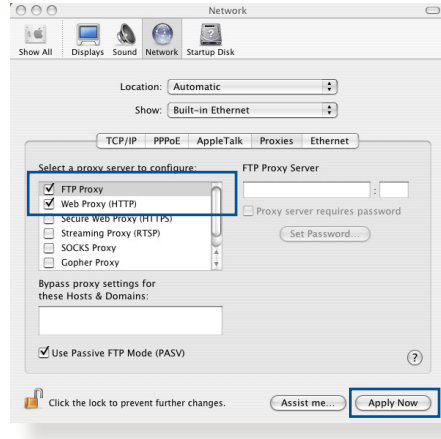 Network
Show All Displays Sound Network Startup Disk
Location: Automatic
Show: Built-in Ethernet
TCP/IP PPPoE AppleTalk Proxies Ethernet
Select a proxy server to configure: FTP Proxy Server
FTP Proxy :
Web Proxy (HTTP) Proxy server requires password
Secure Web Proxy (HTTPS)
Streaming Proxy (RTSP) Set Password...
SOCKS Proxy
Gopher Proxy
Bypass proxy settings for
these Hosts & Domains:
Use Passive FTP Mode (PASV) ?
Click the lock to prevent further changes. Assist me... Apply Now